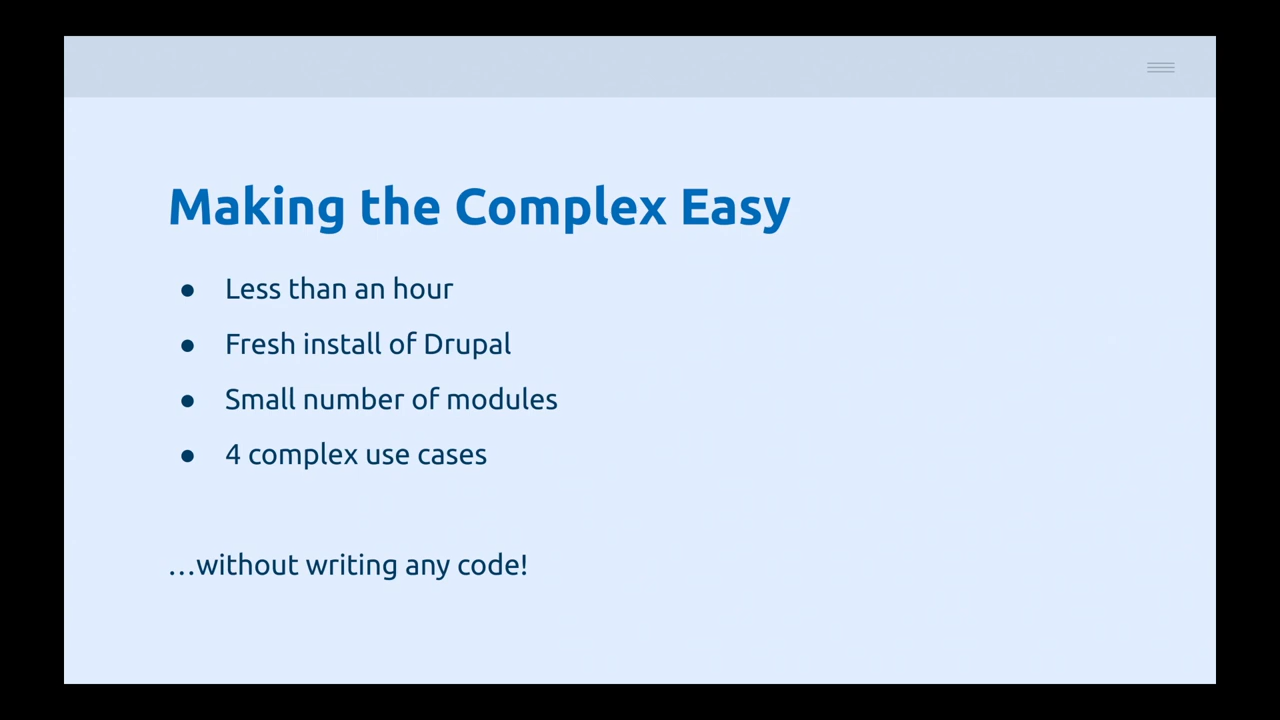 Making the Complex Easy
● Less than an hour
● Fresh install of Drupal
● Small number of modules
● 4 complex use cases
…without writing any code!